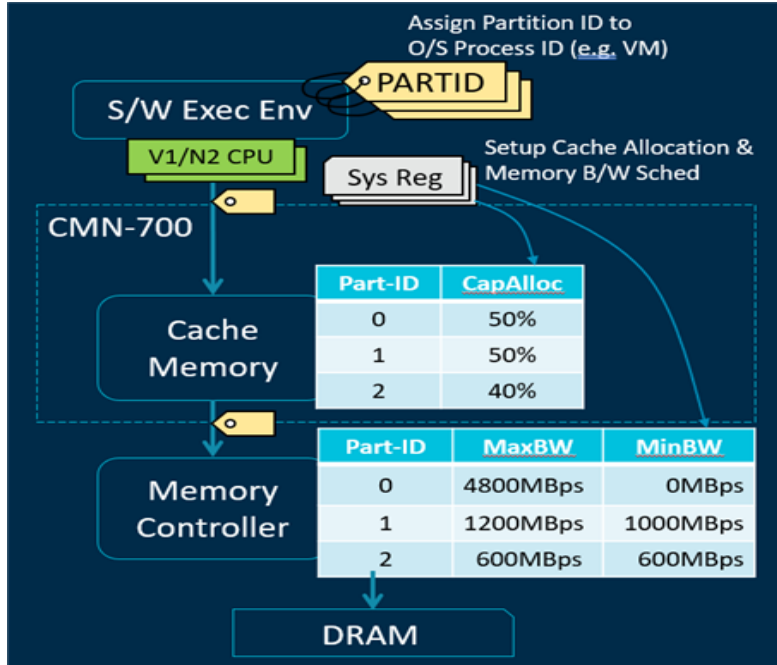 Assign Partition ID to
O/S Process ID (e.g. VM)
PARTID
S/W Exec Env
V1/N2 CPU
Setup Cache Allocation &
Memory B/W Sched
Sys Reg
CMN-700
Cache
Memory
Part-ID CapAlloc
0 50%
1 50%
2 40%
Memory
Controller
Part-ID MaxBW MinBW
0 4800MBps 0MBps
1 1200MBps 1000MBps
2 600MBps 600MBps
DRAM